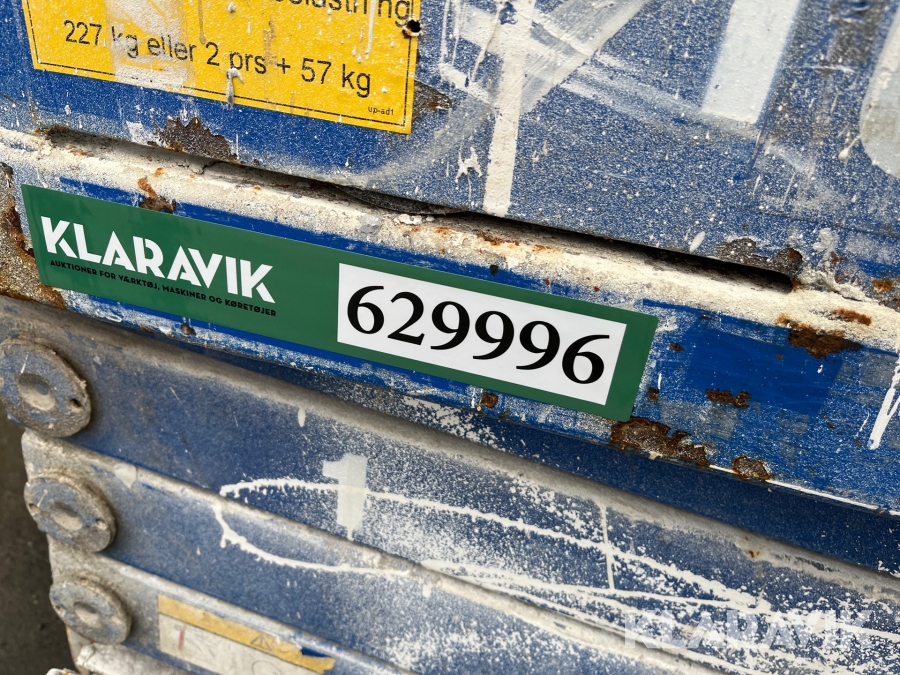 227 kg eller 2 prs + 57 kg
up-ad1
KLARAVIK
AUKTIONER FOR VÆRKTØJ, MASKINER OG KØRETØJER
629996
1
KLARAVIK